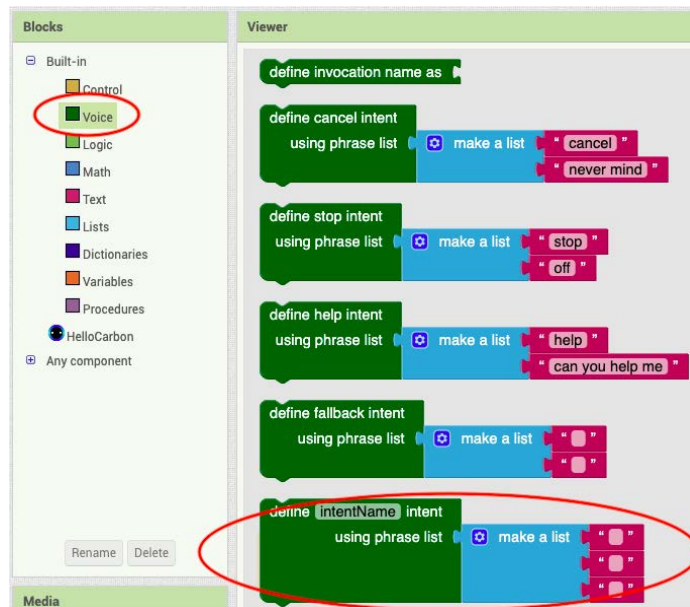 Blocks
Built-in
Control
Voice
Logic
Math
Text
Lists
Dictionaries
Variables
Procedures
HelloCarbon
Any component
Rename Delete
Media
Viewer
define invocation name as
define cancel intent
using phrase list make a list " cancel "
" never mind "
define stop intent
using phrase list make a list " stop "
" off "
define help intent
using phrase list make a list " help "
" can you help me "
define fallback intent
using phrase list make a list " "
" "
define intentName intent
using phrase list make a list " "
" "
" "